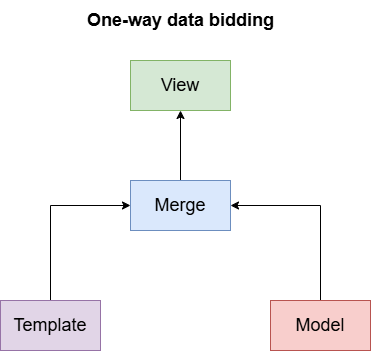 One-way data bidding
View
Merge
Template
Model